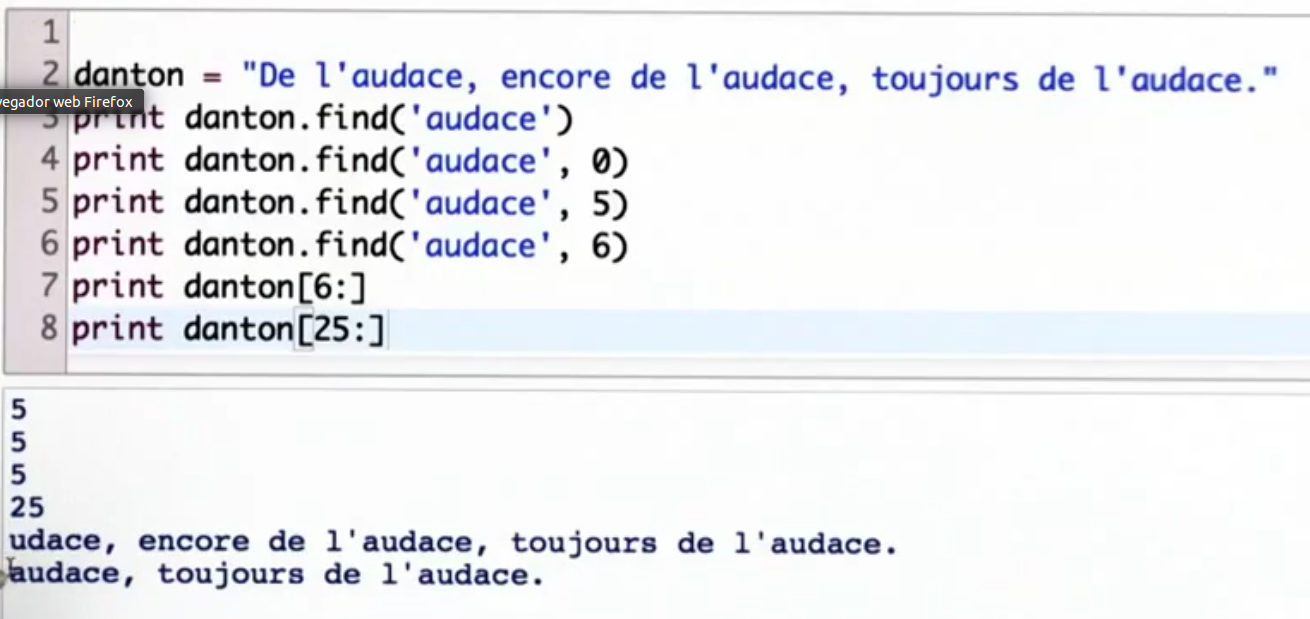 1
2 danton = "De l'audace, encore de l'audace, toujours de l'audace."
vegador web Firefox
3 print danton.find('audace')
4 print danton.find('audace', 0)
5 print danton.find('audace', 5)
6 print danton.find('audace', 6)
7 print danton[6:]
8 print danton[25:]
5
5
5
25
udace, encore de l'audace, toujours de l'audace.
audace, toujours de l'audace.